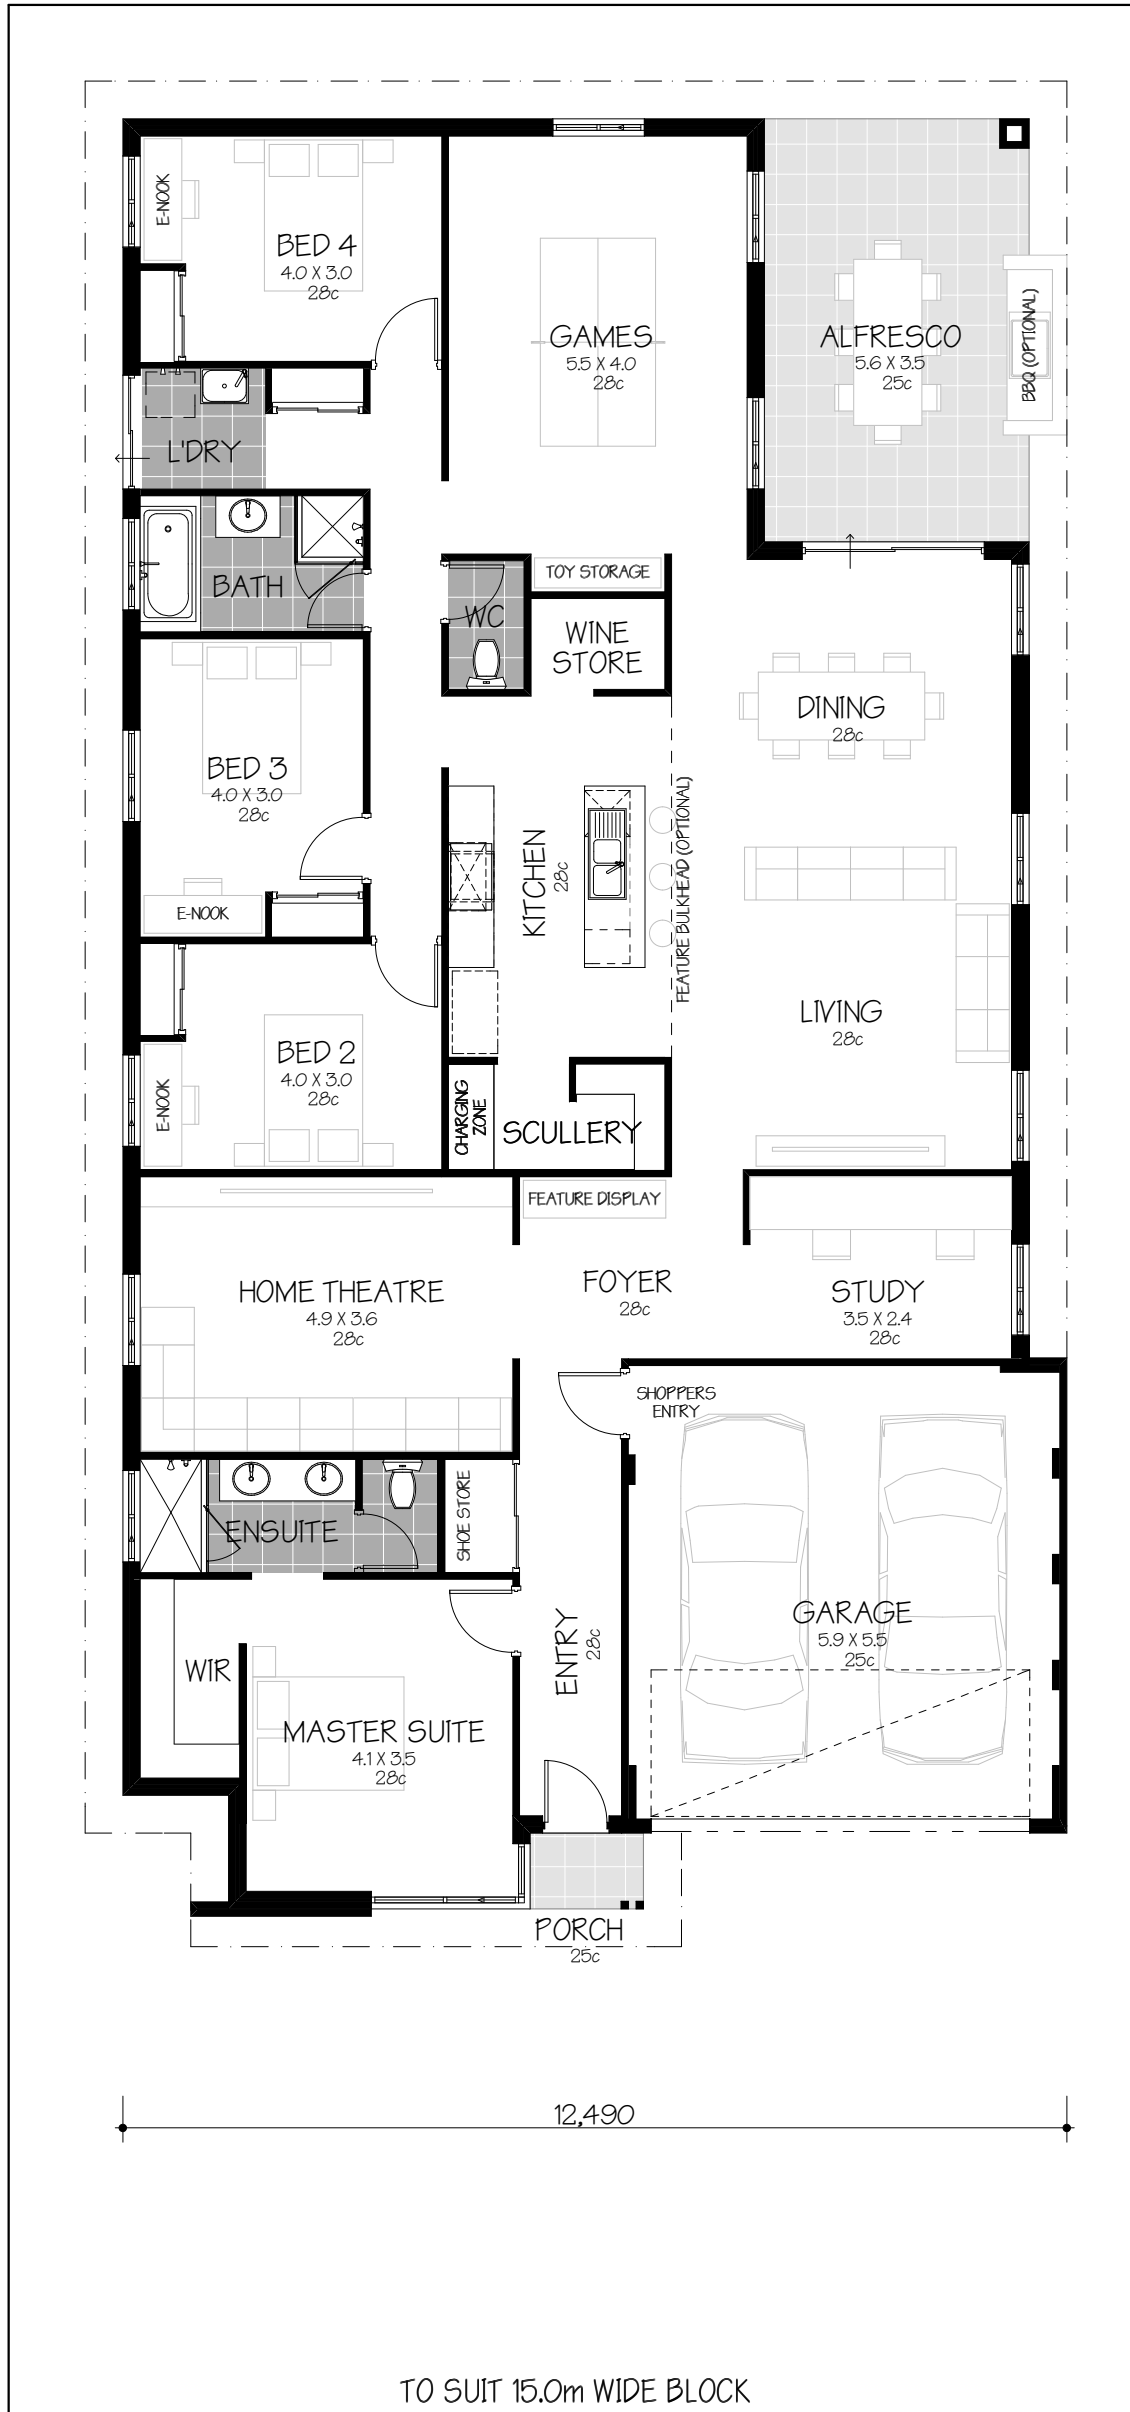 E-NOOK
BED 4
4.0 X 3.0
28c
GAMES
5.5 X 4.0
28c
ALFRESCO
5.6 X 3.5
25c
BBQ (OPTIONAL)
L'DRY
BATH
WC
TOY STORAGE
WINE
STORE
DINING
28c
BED 3
4.0 X 3.0
28c
E-NOOK
KITCHEN
28c
FEATURE BULKHEAD (OPTIONAL)
LIVING
28c
BED 2
4.0 X 3.0
28c
E-NOOK
CHARGING
ZONE
SCULLERY
FEATURE DISPLAY
HOME THEATRE
4.9 X 3.6
28c
FOYER
28c
STUDY
3.5 X 2.4
28c
SHOPPERS
ENTRY
ENSUITE
SHOE STORE
GARAGE
5.9 X 5.5
25c
ENTRY
28c
WIR
MASTER SUITE
4.1 X 3.5
28c
PORCH
25c
12,490
TO SUIT 15.0m WIDE BLOCK